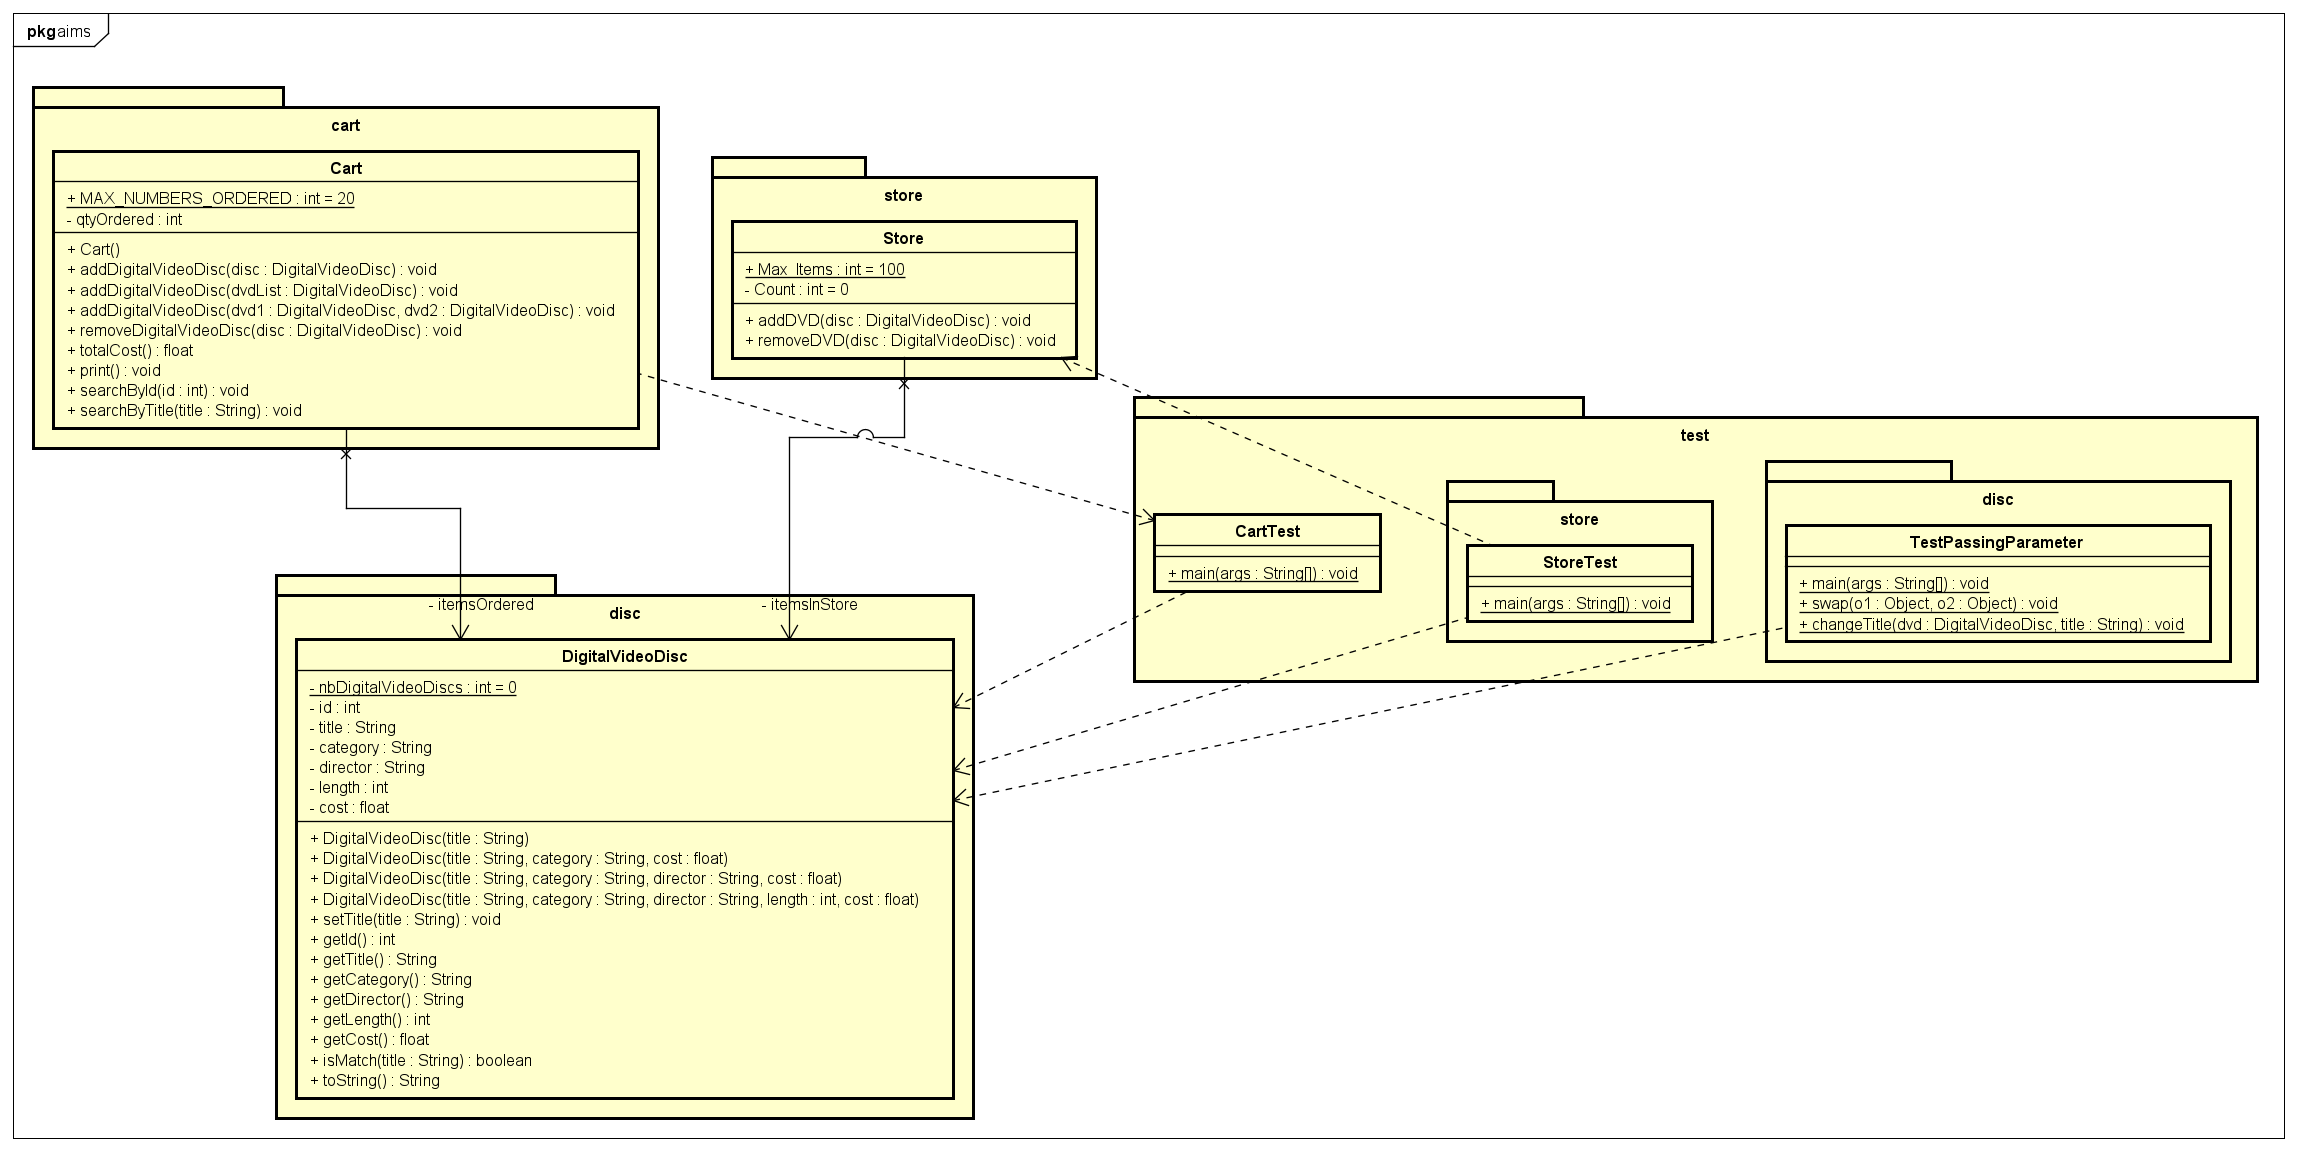 pkg aims
cart
Cart
+ MAX_NUMBERS_ORDERED : int = 20
- qtyOrdered : int
+ Cart()
+ addDigitalVideoDisc(disc : DigitalVideoDisc) : void
+ addDigitalVideoDisc(dvdList : DigitalVideoDisc) : void
+ addDigitalVideoDisc(dvd1 : DigitalVideoDisc, dvd2 : DigitalVideoDisc) : void
+ removeDigitalVideoDisc(disc : DigitalVideoDisc) : void
+ totalCost() : float
+ print() : void
+ searchById(id : int) : void
+ searchByTitle(title : String) : void
store
Store
+ Max_Items : int = 100
- Count : int = 0
+ addDVD(disc : DigitalVideoDisc) : void
+ removeDVD(disc : DigitalVideoDisc) : void
test
CartTest
+ main(args : String[]) : void
store
StoreTest
+ main(args : String[]) : void
disc
TestPassingParameter
+ main(args : String[]) : void
+ swap(o1 : Object, o2 : Object) : void
+ changeTitle(dvd : DigitalVideoDisc, title : String) : void
- itemsOrdered
- itemsInStore
disc
DigitalVideoDisc
- nbDigitalVideoDiscs : int = 0
- id : int
- title : String
- category : String
- director : String
- length : int
- cost : float
+ DigitalVideoDisc(title : String)
+ DigitalVideoDisc(title : String, category : String, cost : float)
+ DigitalVideoDisc(title : String, category : String, director : String, cost : float)
+ DigitalVideoDisc(title : String, category : String, director : String, length : int, cost : float)
+ setTitle(title : String) : void
+ getId() : int
+ getTitle() : String
+ getCategory() : String
+ getDirector() : String
+ getLength() : int
+ getCost() : float
+ isMatch(title : String) : boolean
+ toString() : String